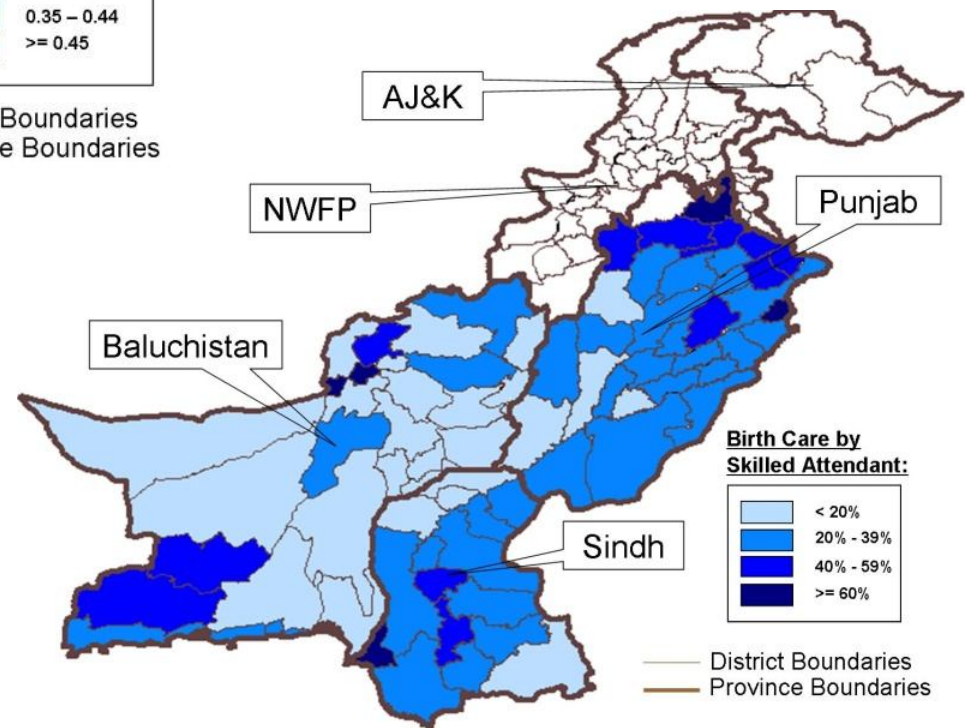 0.35 – 0.44
>= 0.45
Boundaries
e Boundaries
AJ&K
NWFP
Punjab
Baluchistan
Birth Care by
Skilled Attendant:
< 20%
20% - 39%
40% - 59%
>= 60%
Sindh
District Boundaries
Province Boundaries